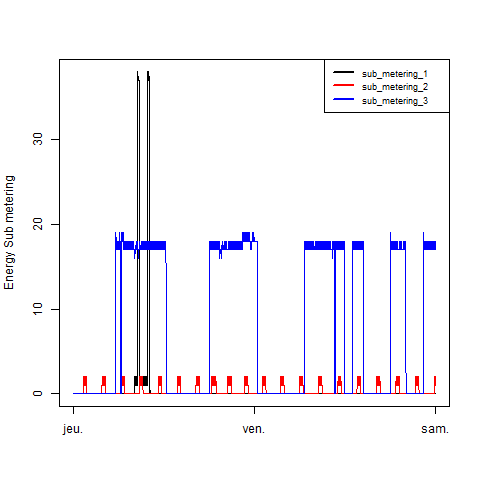 sub_metering_1
sub_metering_2
sub_metering_3
Energy Sub metering
30
20
10
0
jeu.
ven.
sam.